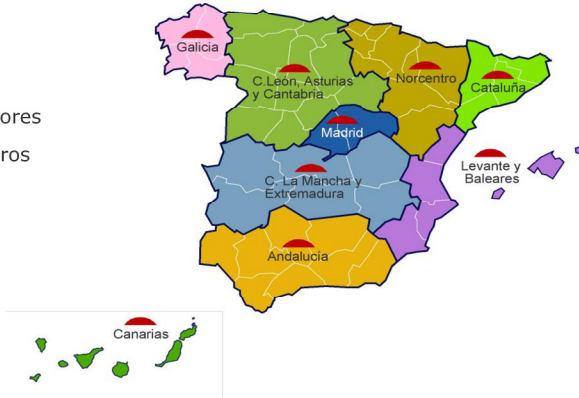 Galicia
C.León, Asturias
y Cantabria
Norcentro
Cataluña
ores
Madrid
ros
Levante y
Baleares
C. La Mancha y
Extremadura
Andalucia
Canarias